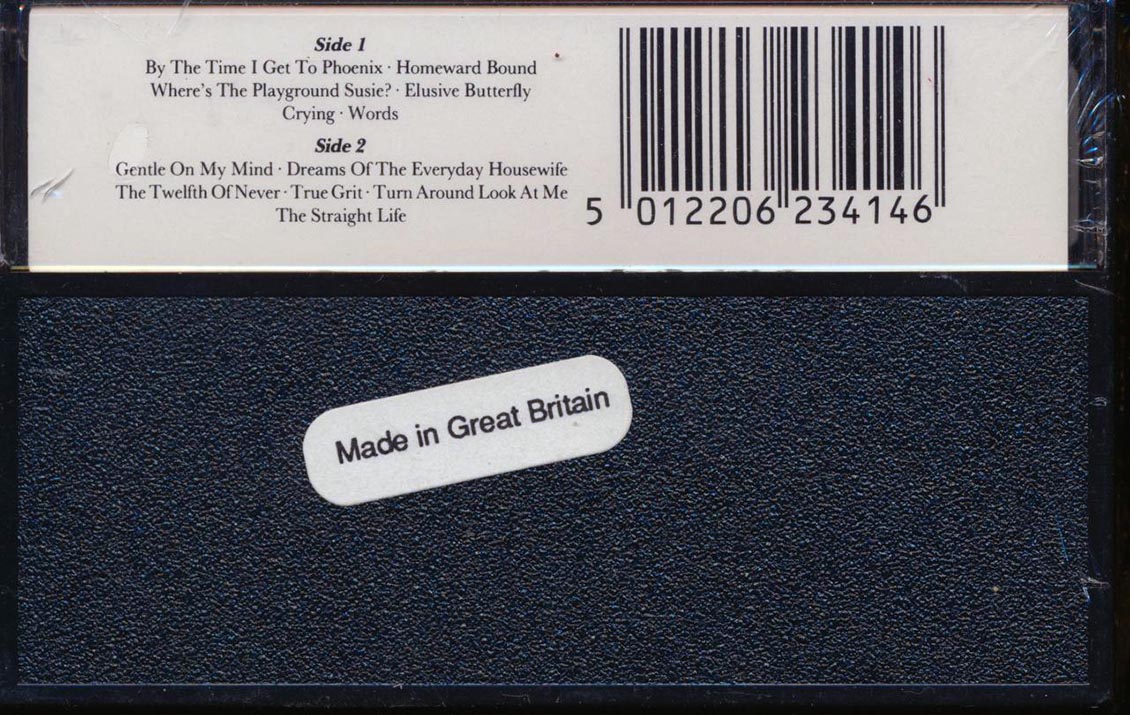 Side 1
By The Time I Get To Phoenix · Homeward Bound
Where's The Playground Susie? · Elusive Butterfly
Crying · Words
Side 2
Gentle On My Mind · Dreams Of The Everyday Housewife
The Twelfth Of Never · True Grit · Turn Around Look At Me
The Straight Life
5 012206 234146
Made in Great Britain